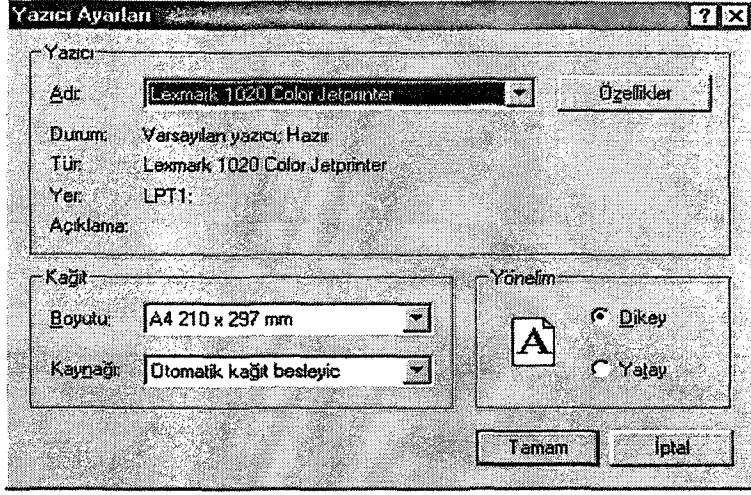 Yazıcı Ayarları
Yazıcı
Adı: Lexmark 1020 Color Jetprinter Özellikler
Durum: Varsayılan yazıcı; Hazır
Tür: Lexmark 1020 Color Jetprinter
Yer: LPT1:
Açıklama:
Kağıt
Boyutu: A4 210 x 297 mm
Kaynağı: Otomatik kağıt besleyic
Yönelim
A
Dikey
Yatay
Tamam İptal